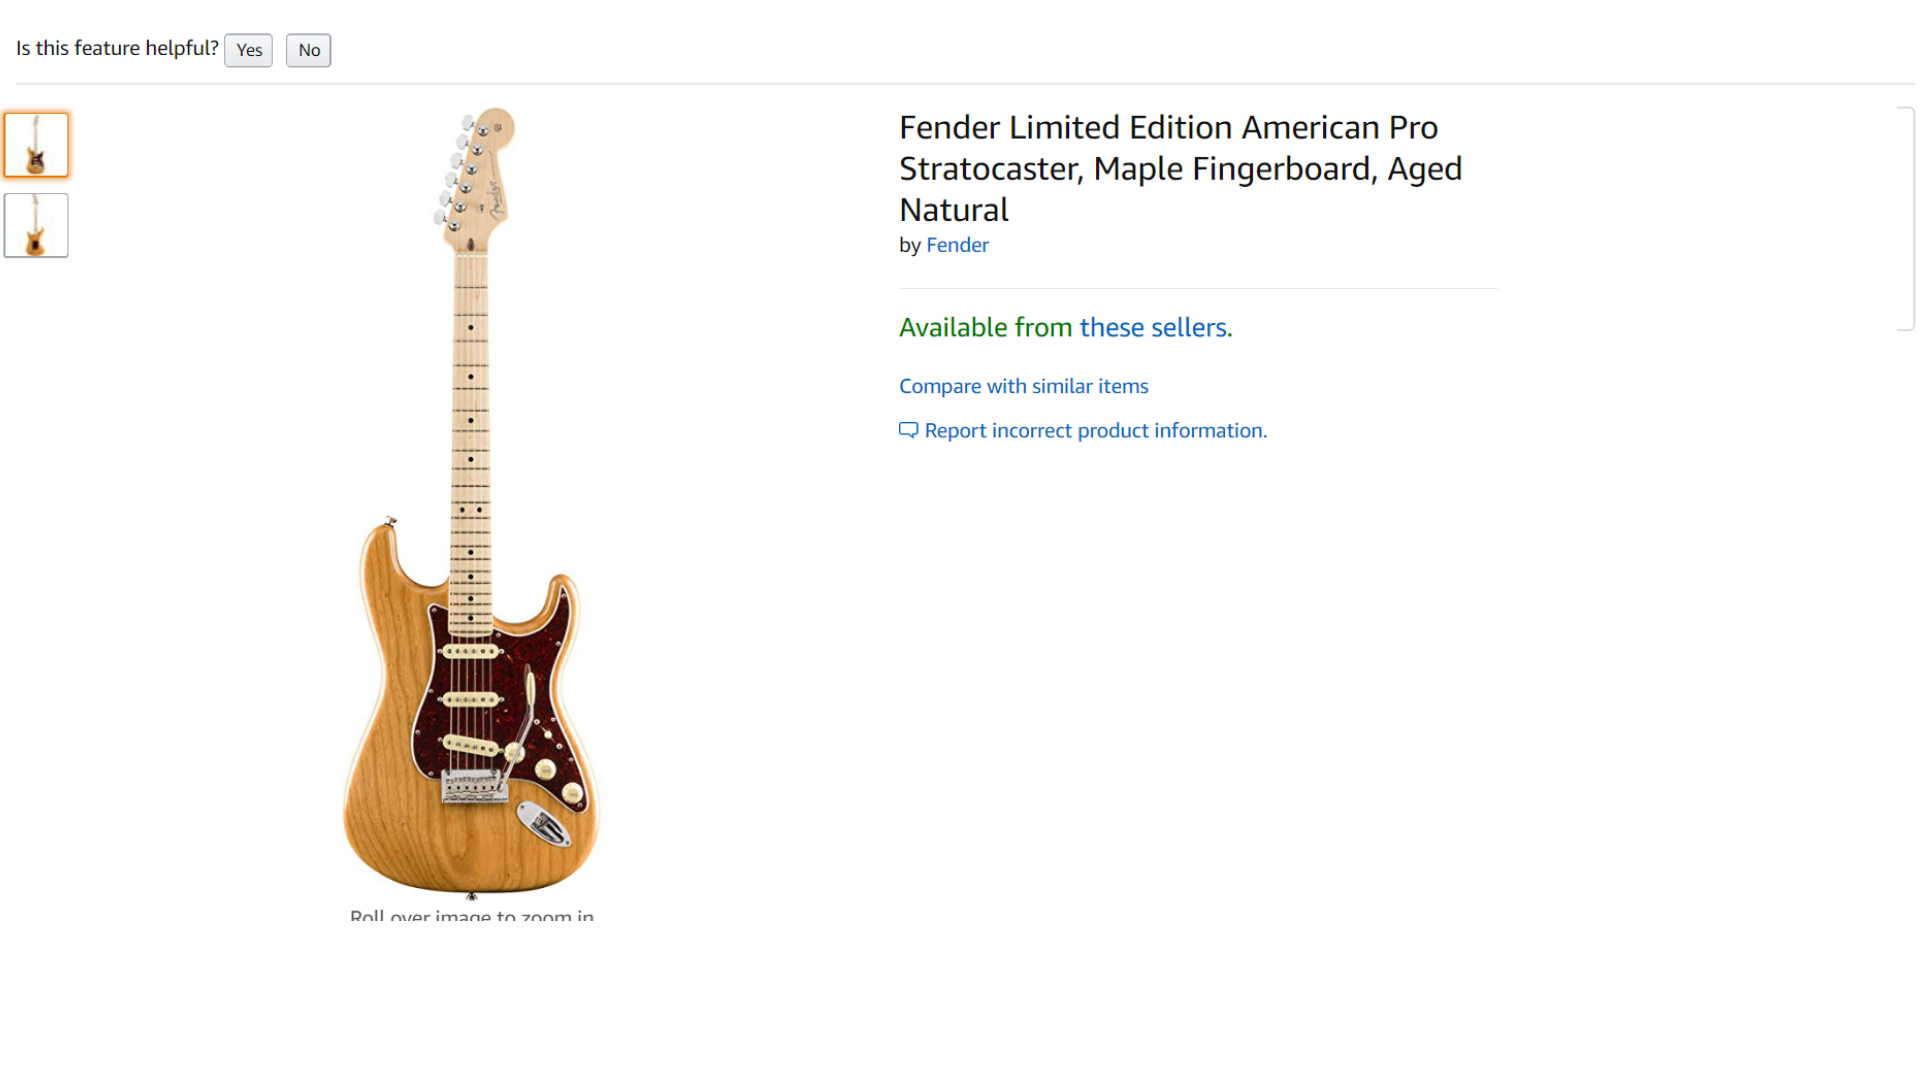 Is this feature helpful? Yes No
Fender Limited Edition American Pro
Stratocaster, Maple Fingerboard, Aged
Natural
by Fender
Available from these sellers.
Compare with similar items
Report incorrect product information.
Fender
Roll over image to zoom in